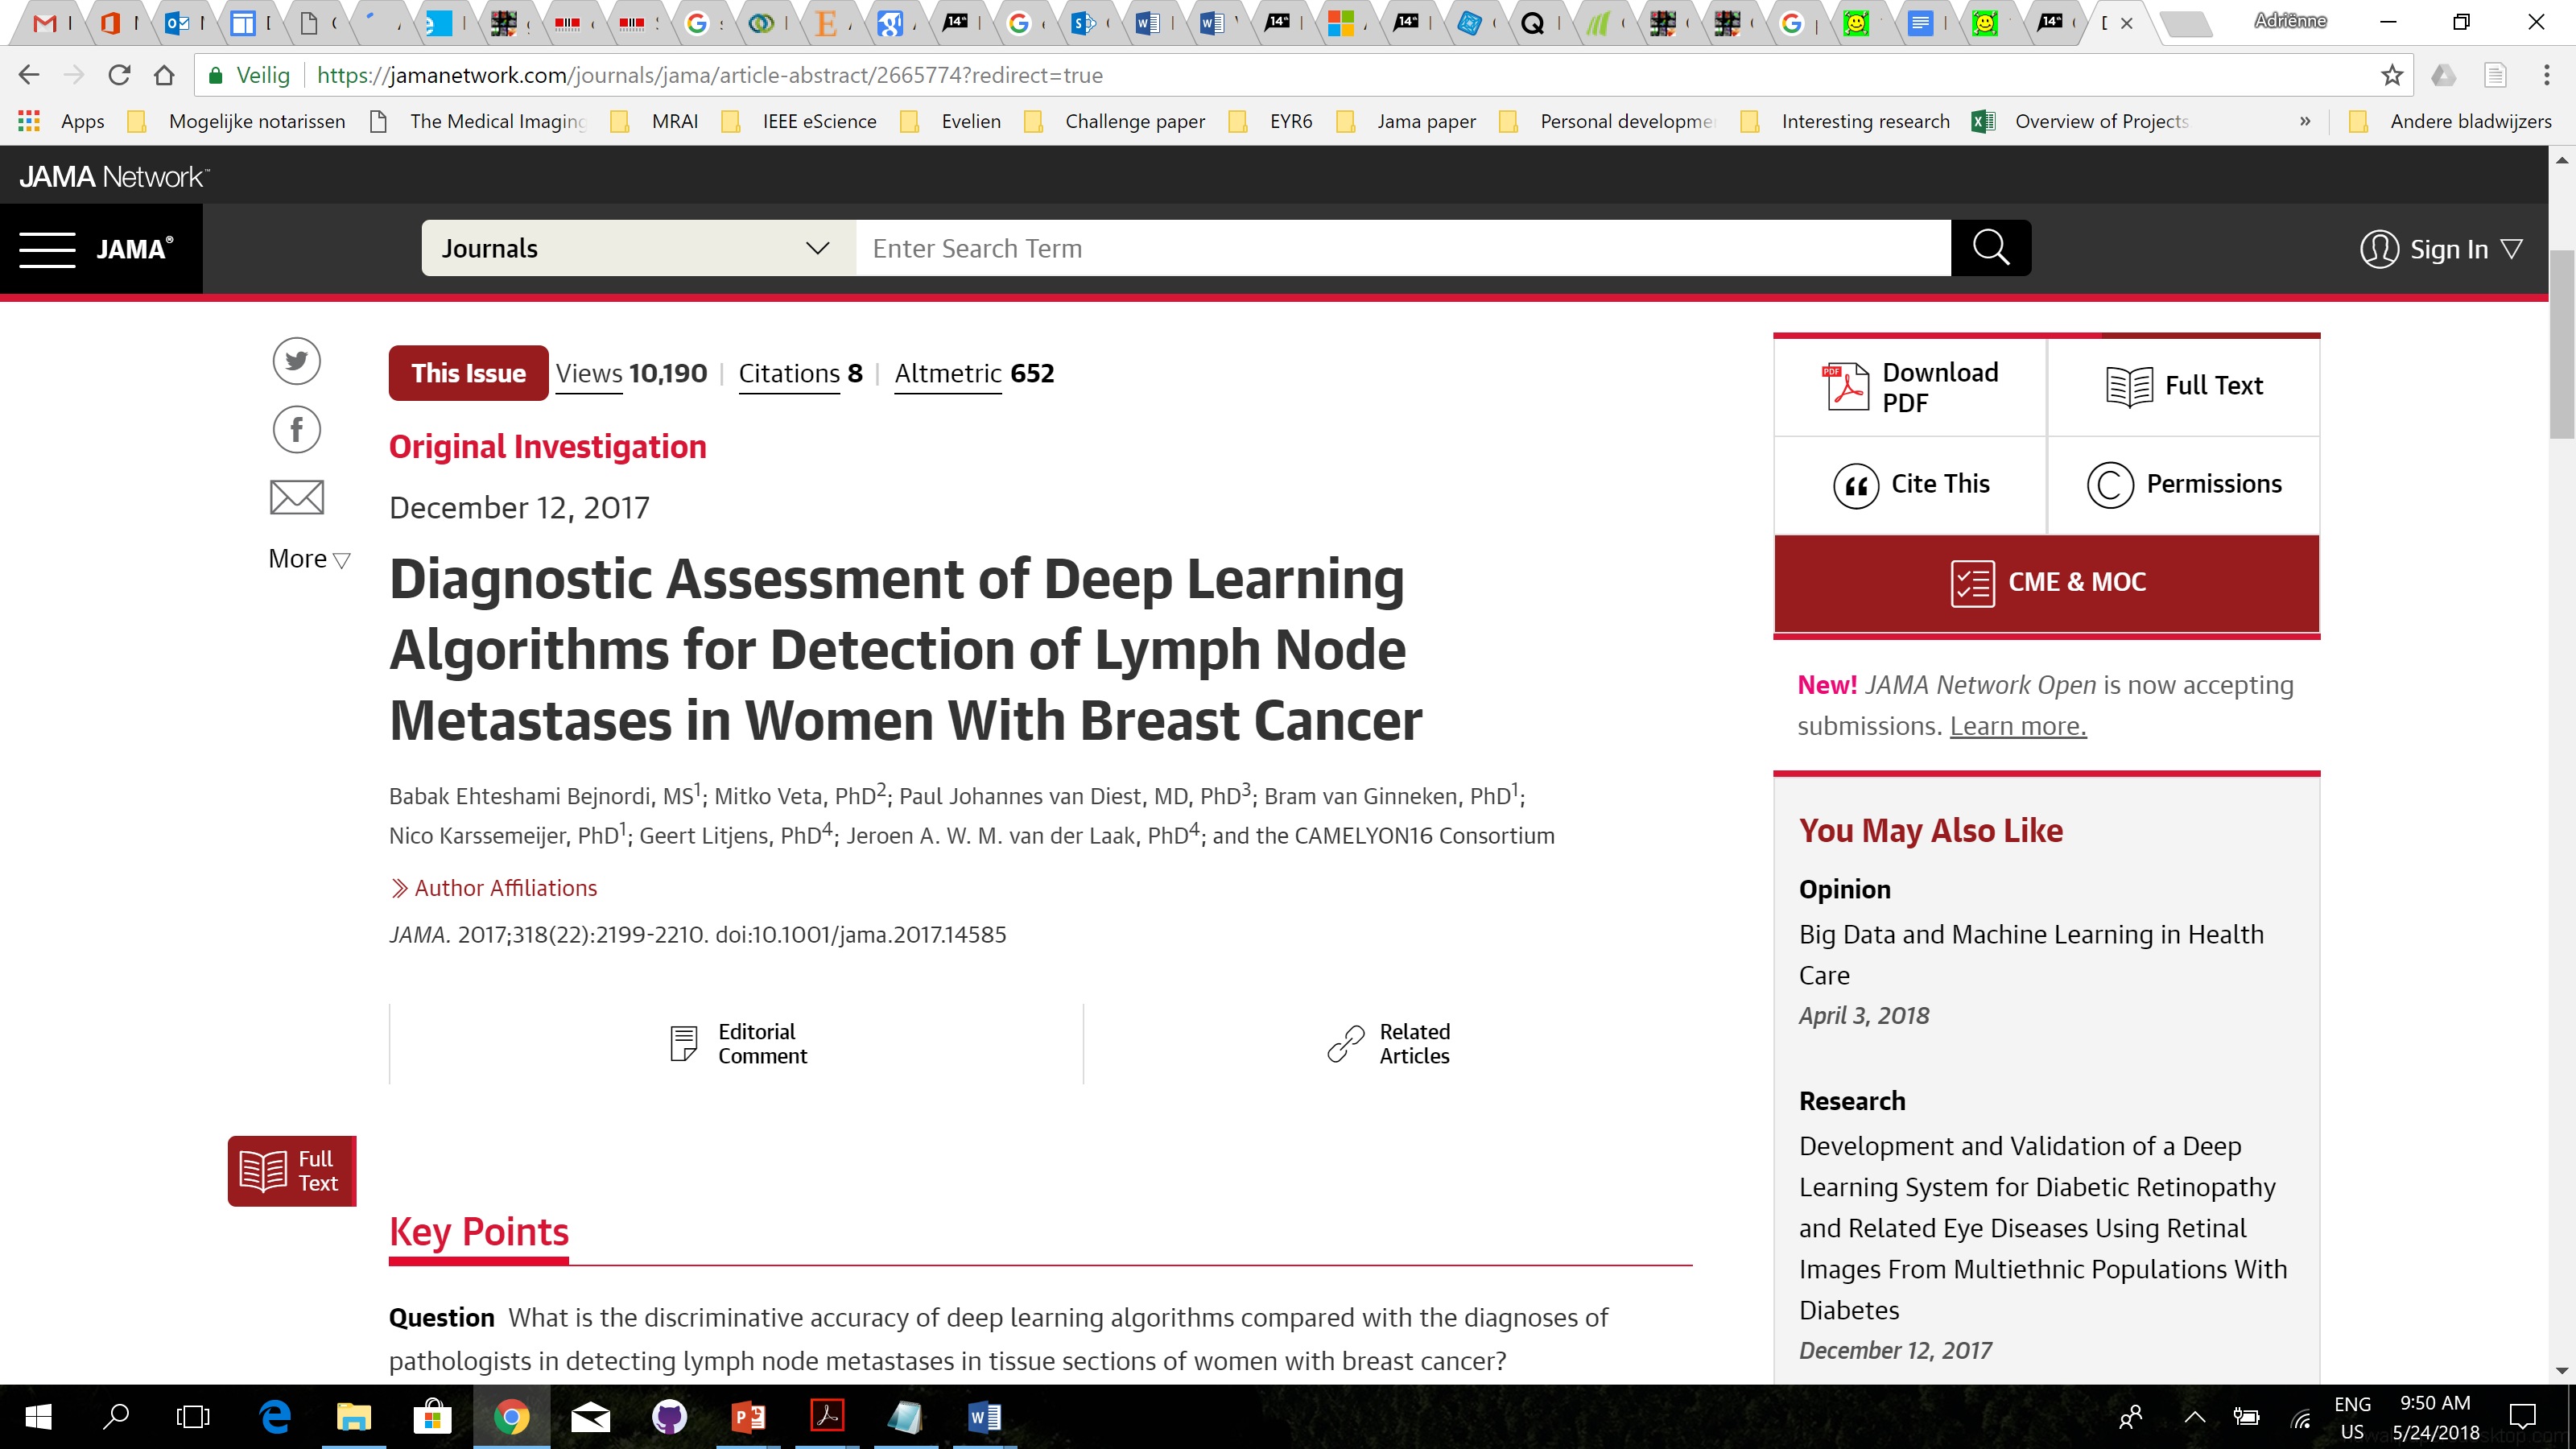 Adriënne
Veilig https://jamanetwork.com/journals/jama/article-abstract/2665774?redirect=true
Apps Mogelijke notarissen The Medical Imaging MRAI IEEE eScience Evelien Challenge paper EYR6 Jama paper Personal developme Interesting research Overview of Projects » Andere bladwijzers
JAMA Network™
JAMA® Journals Enter Search Term Sign In
This Issue Views 10,190 | Citations 8 | Altmetric 652
Original Investigation
December 12, 2017
More
Diagnostic Assessment of Deep Learning
Algorithms for Detection of Lymph Node
Metastases in Women With Breast Cancer
Babak Ehteshami Bejnordi, MS1; Mitko Veta, PhD2; Paul Johannes van Diest, MD, PhD3; Bram van Ginneken, PhD1;
Nico Karssemeijer, PhD1; Geert Litjens, PhD4; Jeroen A. W. M. van der Laak, PhD4; and the CAMELYON16 Consortium
Author Affiliations
JAMA. 2017;318(22):2199-2210. doi:10.1001/jama.2017.14585
Editorial
Comment
Related
Articles
Full
Text
Key Points
Question What is the discriminative accuracy of deep learning algorithms compared with the diagnoses of
pathologists in detecting lymph node metastases in tissue sections of women with breast cancer?
Download
PDF
Full Text
Cite This
Permissions
CME & MOC
New! JAMA Network Open is now accepting
submissions. Learn more.
You May Also Like
Opinion
Big Data and Machine Learning in Health
Care
April 3, 2018
Research
Development and Validation of a Deep
Learning System for Diabetic Retinopathy
and Related Eye Diseases Using Retinal
Images From Multiethnic Populations With
Diabetes
December 12, 2017
ENG
US
9:50 AM
5/24/2018